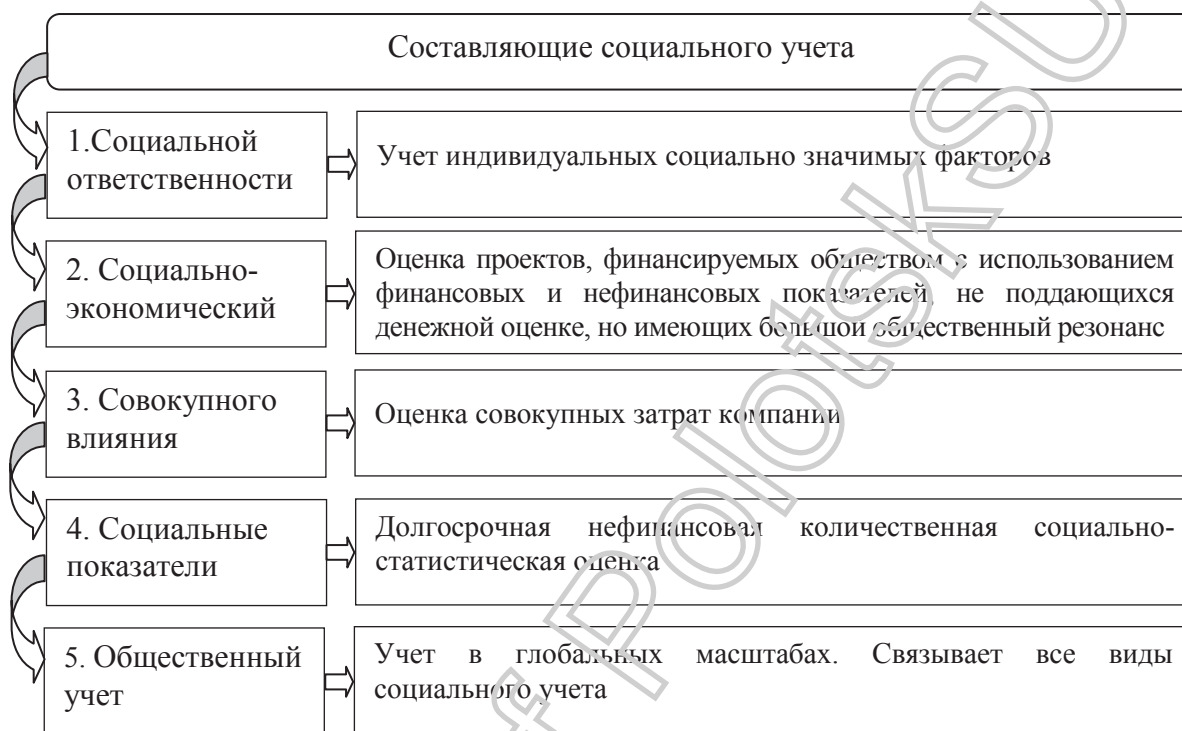 Составляющие социального учета
1.Социальной
ответственности
Учет индивидуальных социально значимых факторов
2. Социально-
экономический
Оценка проектов, финансируемых обществом с использованием
финансовых и нефинансовых показателей, не поддающихся
денежной оценке, но имеющих большой общественный резонанс
3. Совокупного
влияния
Оценка совокупных затрат компании
4. Социальные
показатели
Долгосрочная нефинансовая количественная социально-
статистическая оценка
5. Общественный
учет
Учет в глобальных масштабах. Связывает все виды
социального учета
f PolotskSU